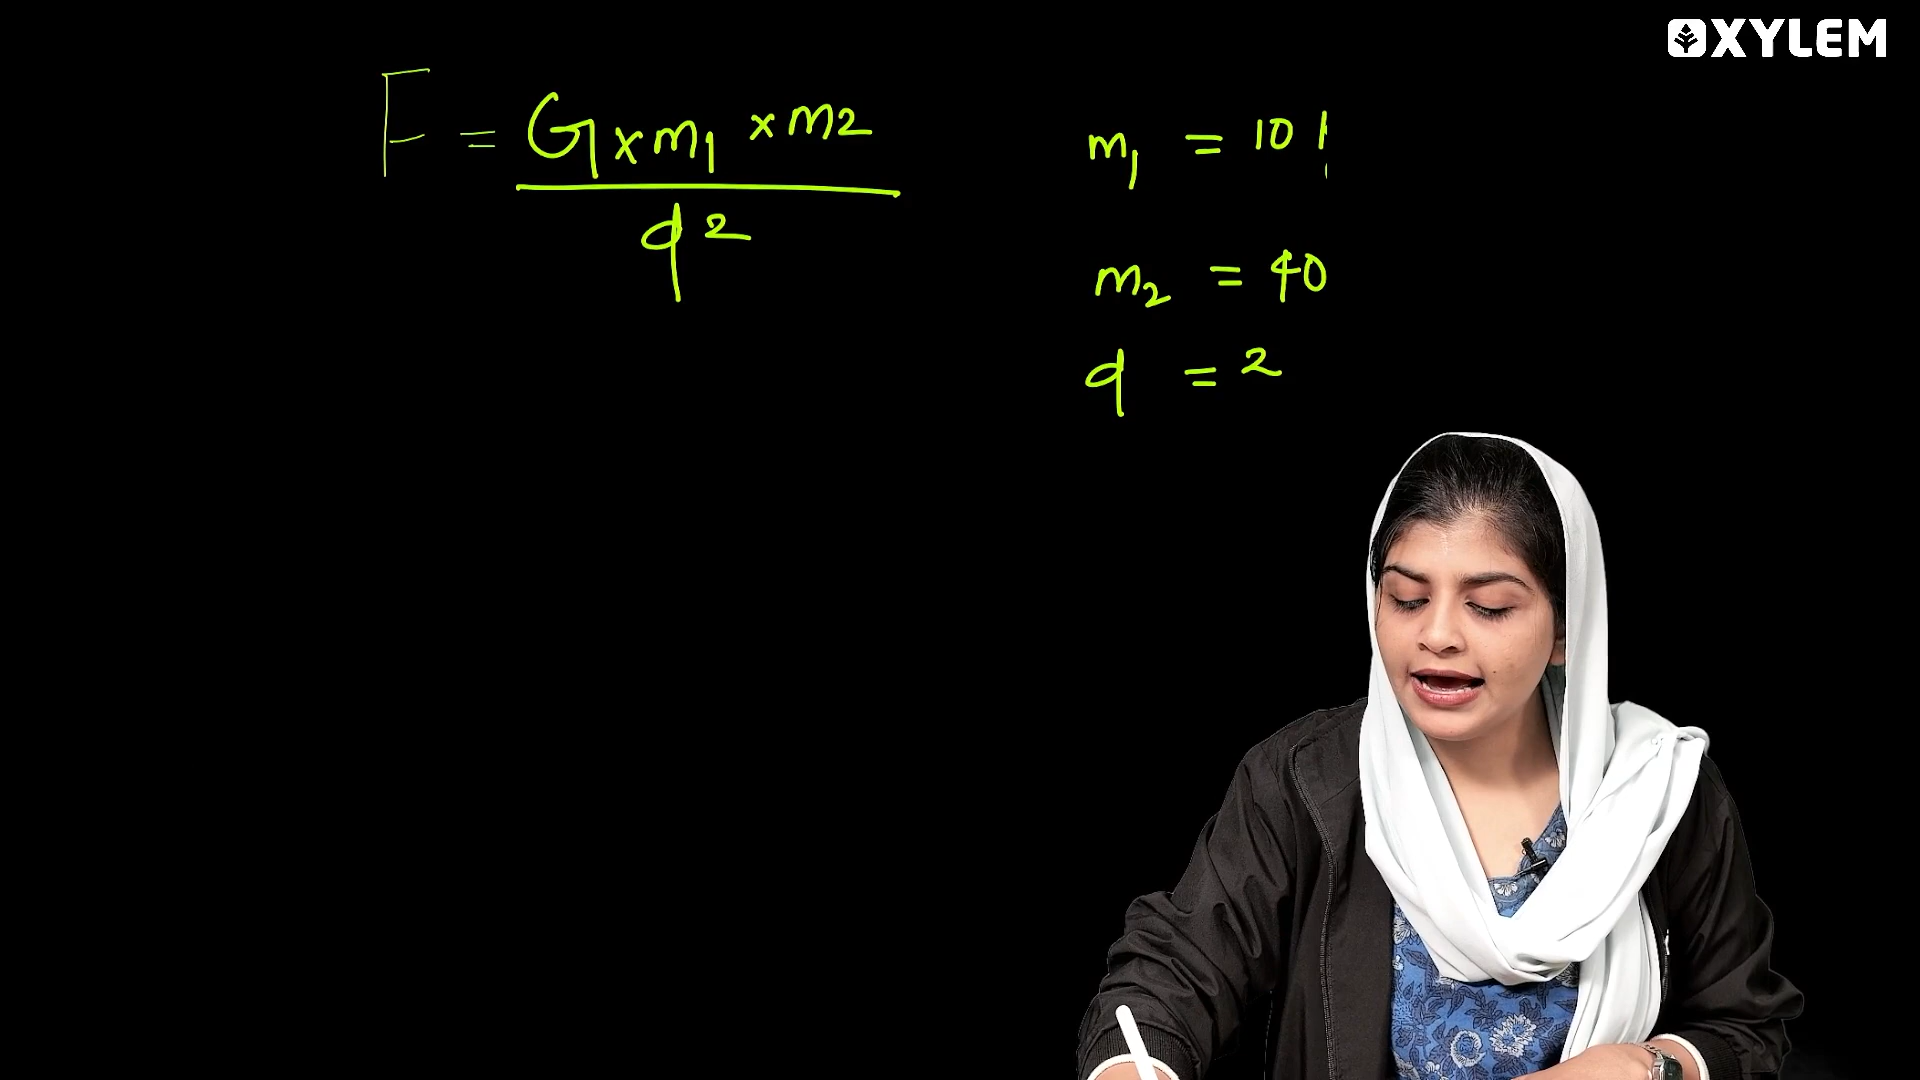 XYLEM
F = G x m1 x m2
d²
m1 = 10
m2 = 40
d = 2